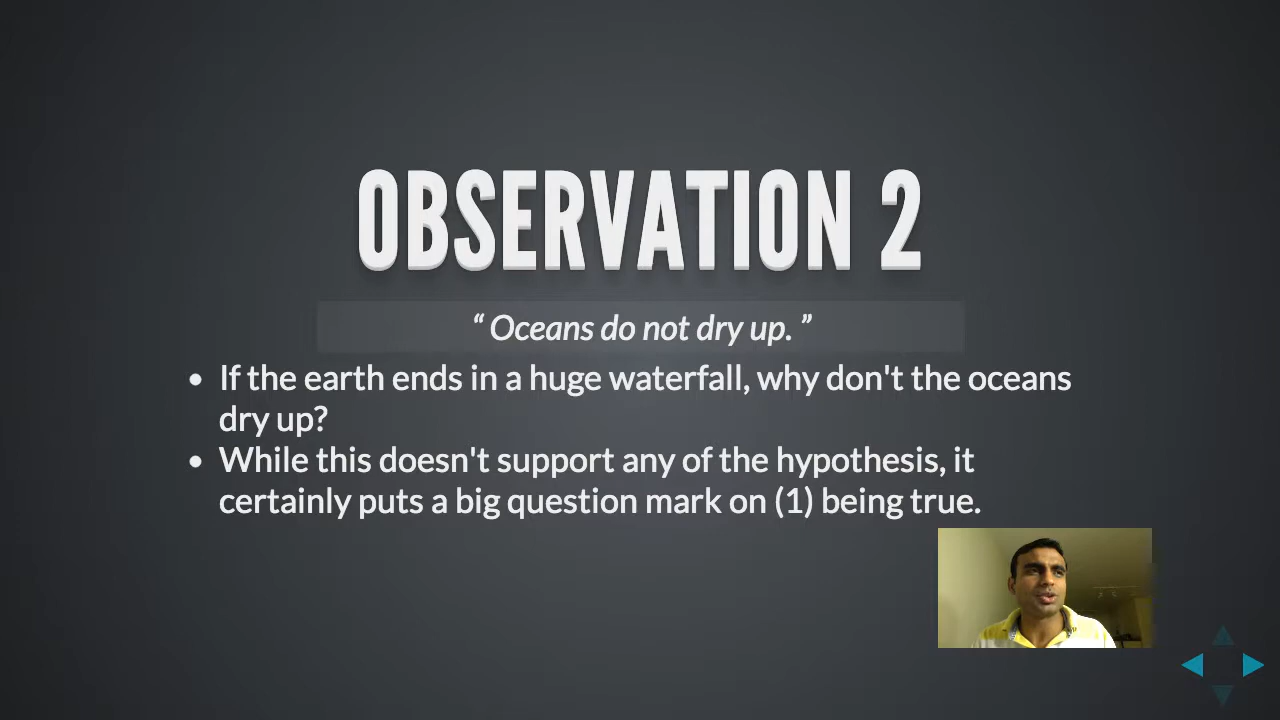 OBSERVATION 2
“ Oceans do not dry up. ”
• If the earth ends in a huge waterfall, why don't the oceans
dry up?
• While this doesn't support any of the hypothesis, it
certainly puts a big question mark on (1) being true.